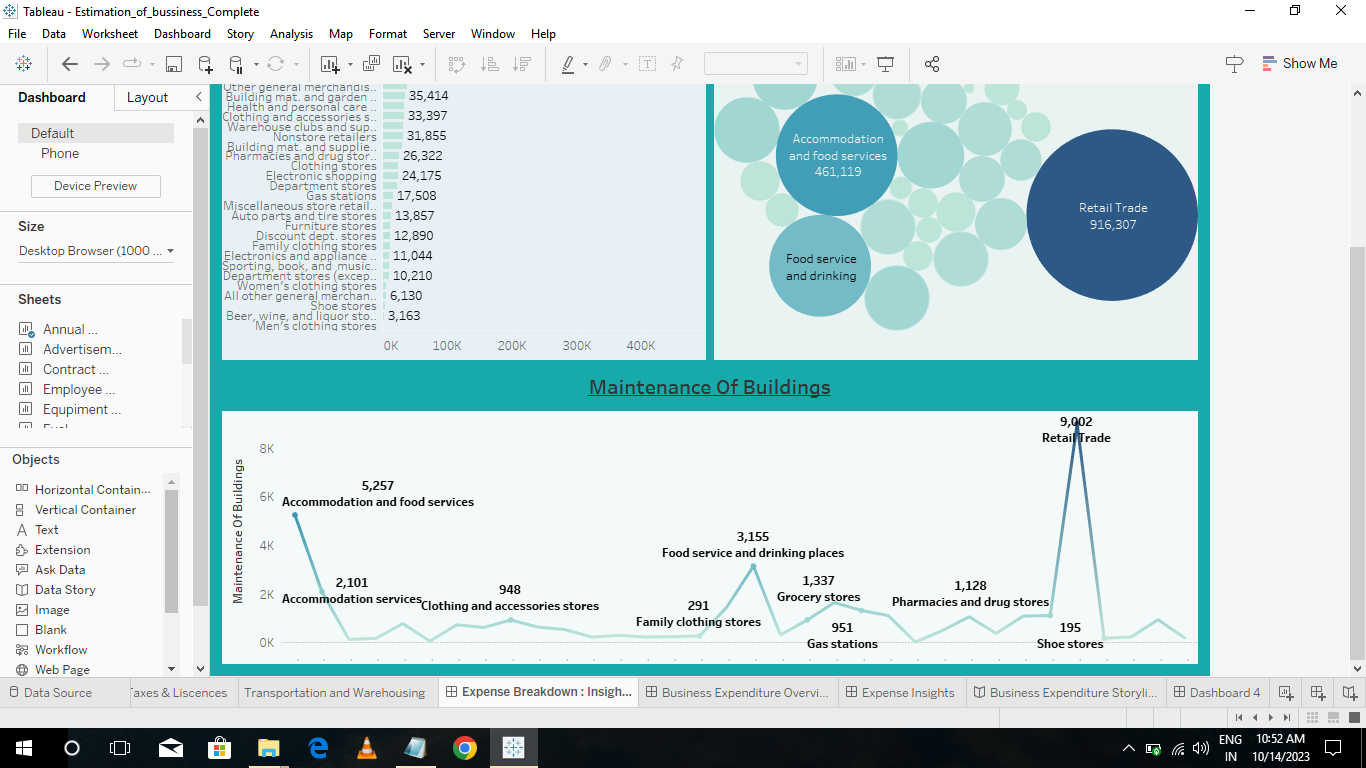 Tableau - Estimation_of_bussiness_Complete
File Data Worksheet Dashboard Story Analysis Map Format Server Window Help
Show Me
Dashboard Layout
Default
Phone
Device Preview
Size
Desktop Browser (1000 ...
Sheets
Annual ...
Advertisem...
Contract ...
Employee ...
Equpiment ...
Objects
Horizontal Contain...
Vertical Container
Text
Extension
Ask Data
Data Story
Image
Blank
Workflow
Web Page
Other general merchandis..
Building mat. and garden .. 35,414
Health and personal care ..
Clothing and accessories s.. 33,397
Warehouse clubs and sup..
Nonstore retailers 31,855
Building mat. and supplie..
Pharmacies and drug stor.. 26,322
Clothing stores
Electronic shopping 24,175
Department stores
Gas stations 17,508
Miscellaneous store retail..
Auto parts and tire stores 13,857
Furniture stores
Discount dept. stores 12,890
Family clothing stores
Electronics and appliance .. 11,044
Sporting, book, and music..
Department stores (excep.. 10,210
Women's clothing stores
All other general merchan.. 6,130
Shoe stores
Beer, wine, and liquor sto.. 3,163
Men's clothing stores
0K 100K 200K 300K 400K
Accommodation
and food services
461,119
Retail Trade
916,307
Food service
and drinking
Maintenance Of Buildings
Maintenance Of Buildings
8K
6K
4K
2K
0K
5,257
Accommodation and food services
2,101
Accommodation services
948
Clothing and accessories stores
291
Family clothing stores
3,155
Food service and drinking places
1,337
Grocery stores
951
Gas stations
1,128
Pharmacies and drug stores
9,002
Retail Trade
195
Shoe stores
Data Source
Taxes & Liscences
Transportation and Warehousing
Expense Breakdown : Insigh...
Business Expenditure Overvi...
Expense Insights
Business Expenditure Storyli...
Dashboard 4
ENG
IN
10:52 AM
10/14/2023